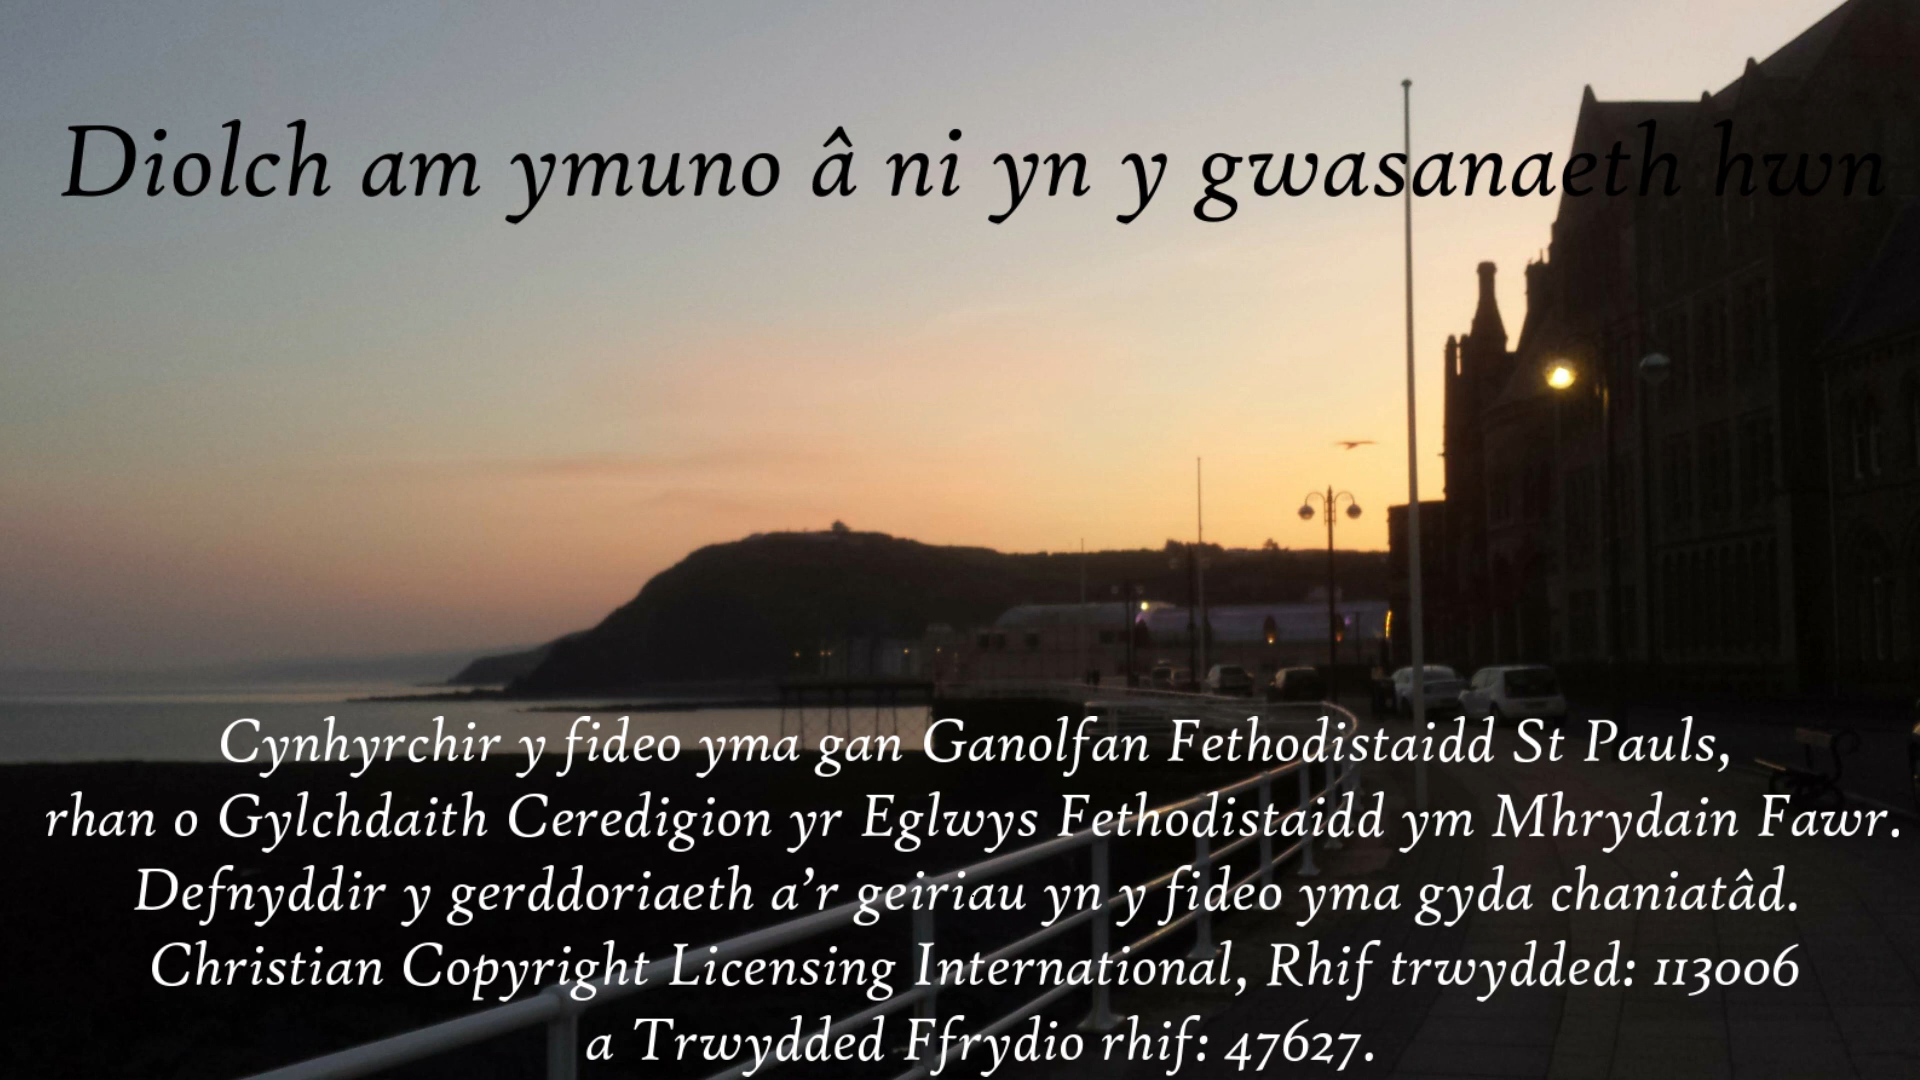 Diolch am ymuno â ni yn y gwasanaeth hwn
Cynhyrchir y fideo yma gan Ganolfan Fethodistaidd St Pauls,
rhan o Gylchdaith Ceredigion yr Eglwys Fethodistaidd ym Mhrydain Fawr.
Defnyddir y gerddoriaeth a’r geiriau yn y fideo yma gyda chaniatâd.
Christian Copyright Licensing International, Rhif trwydded: 113006
a Trwydded Ffrydio rhif: 47627.